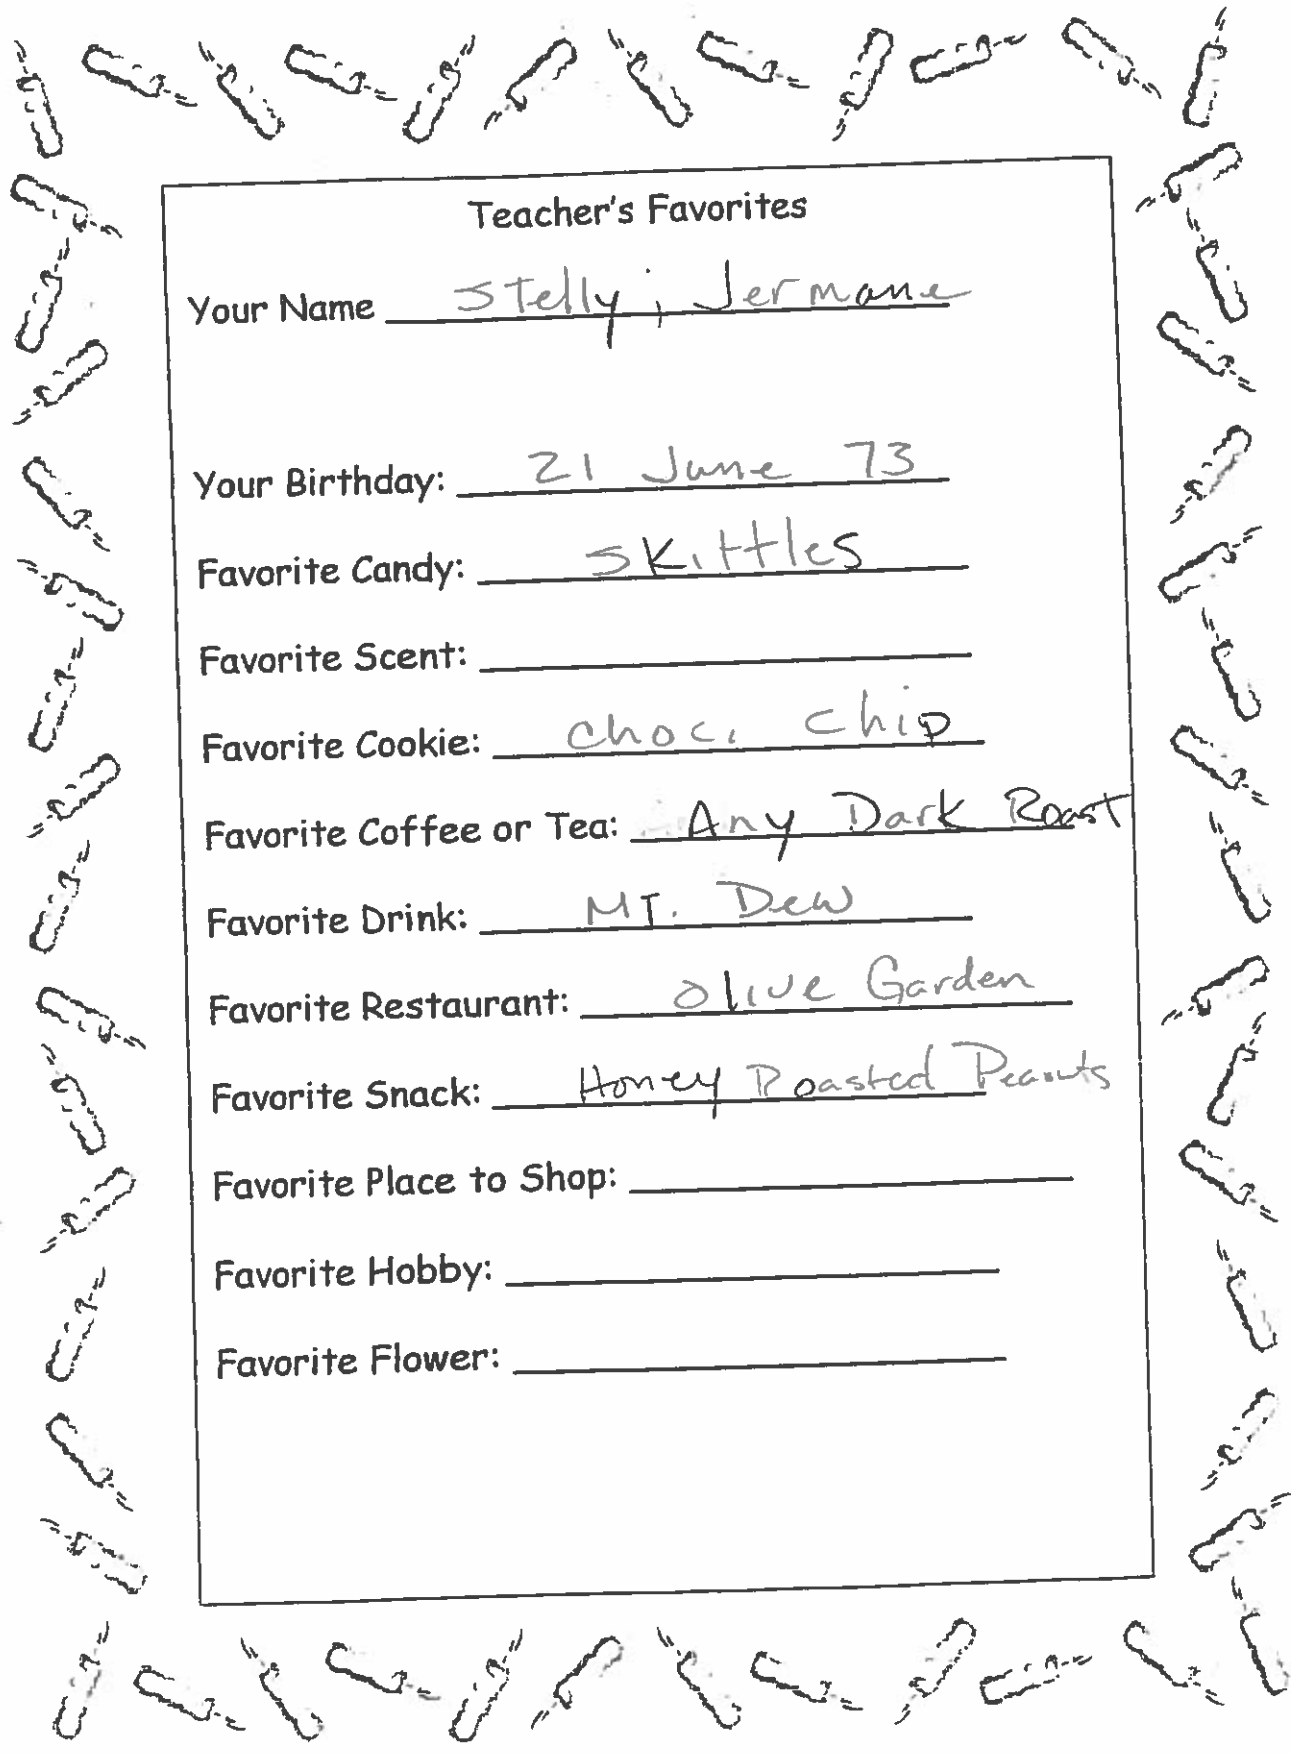 Teacher's Favorites
Your Name Stelly, Jermane
Your Birthday: 21 June 73
Favorite Candy: Skittles
Favorite Scent:
Favorite Cookie: Choc. Chip
Favorite Coffee or Tea: Any Dark Roast
Favorite Drink: MT. Dew
Favorite Restaurant: Olive Garden
Favorite Snack: Honey Roasted Peanuts
Favorite Place to Shop:
Favorite Hobby:
Favorite Flower: